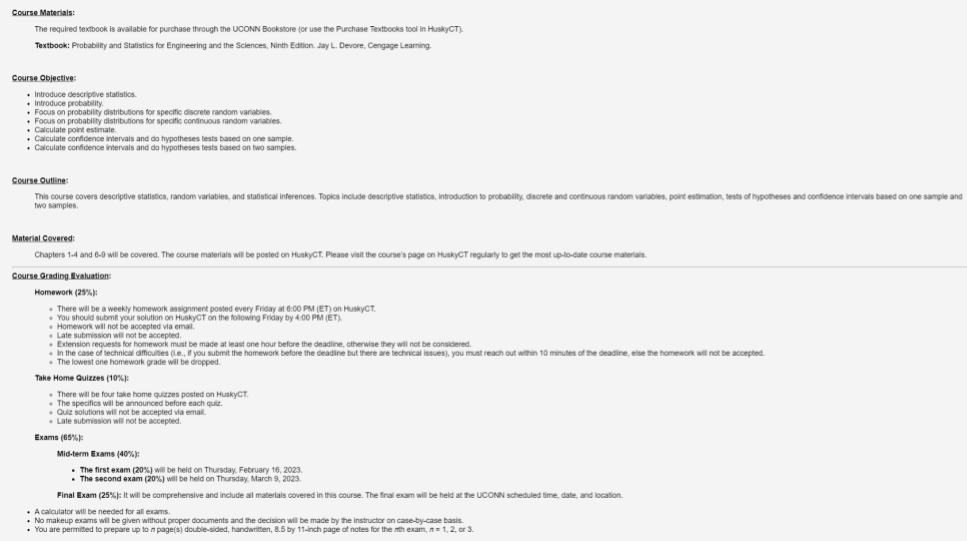 Course Materials:
The required textbook is available for purchase through the UCONN Bookstore (or use the Purchase Textbooks tool in HuskyCT).
Textbook: Probability and Statistics for Engineering and the Sciences, Ninth Edition. Jay L. Devore, Cengage Learning.
Course Objective:
• Introduce descriptive statistics.
• Introduce probability.
• Focus on probability distributions for specific discrete random variables.
• Focus on probability distributions for specific continuous random variables.
• Calculate point estimate.
• Calculate confidence intervals and do hypotheses tests based on one sample.
• Calculate confidence intervals and do hypotheses tests based on two samples.
Course Outline:
This course covers descriptive statistics, random variables, and statistical inferences. Topics include descriptive statistics, introduction to probability, discrete and continuous random variables, point estimation, tests of hypotheses and confidence intervals based on one sample and
two samples.
Material Covered:
Chapters 1-4 and 6-9 will be covered. The course materials will be posted on HuskyCT. Please visit the course's page on HuskyCT regularly to get the most up-to-date course materials.
Course Grading Evaluation:
Homework (25%):
∘ There will be a weekly homework assignment posted every Friday at 6:00 PM (ET) on HuskyCT.
∘ You should submit your solution on HuskyCT on the following Friday by 4:00 PM (ET).
∘ Homework will not be accepted via email.
∘ Late submission will not be accepted.
∘ Extension requests for homework must be made at least one hour before the deadline, otherwise they will not be considered.
∘ In the case of technical difficulties (i.e., if you submit the homework before the deadline but there are technical issues), you must reach out within 10 minutes of the deadline, else the homework will not be accepted.
∘ The lowest one homework grade will be dropped.
Take Home Quizzes (10%):
∘ There will be four take home quizzes posted on HuskyCT.
∘ The specifics will be announced before each quiz.
∘ Quiz solutions will not be accepted via email.
∘ Late submission will not be accepted.
Exams (65%):
Mid-term Exams (40%):
• The first exam (20%) will be held on Thursday, February 16, 2023.
• The second exam (20%) will be held on Thursday, March 9, 2023.
Final Exam (25%): It will be comprehensive and include all materials covered in this course. The final exam will be held at the UCONN scheduled time, date, and location.
• A calculator will be needed for all exams.
• No makeup exams will be given without proper documents and the decision will be made by the instructor on case-by-case basis.
• You are permitted to prepare up to n page(s) double-sided, handwritten, 8.5 by 11-inch page of notes for the nth exam, n = 1, 2, or 3.